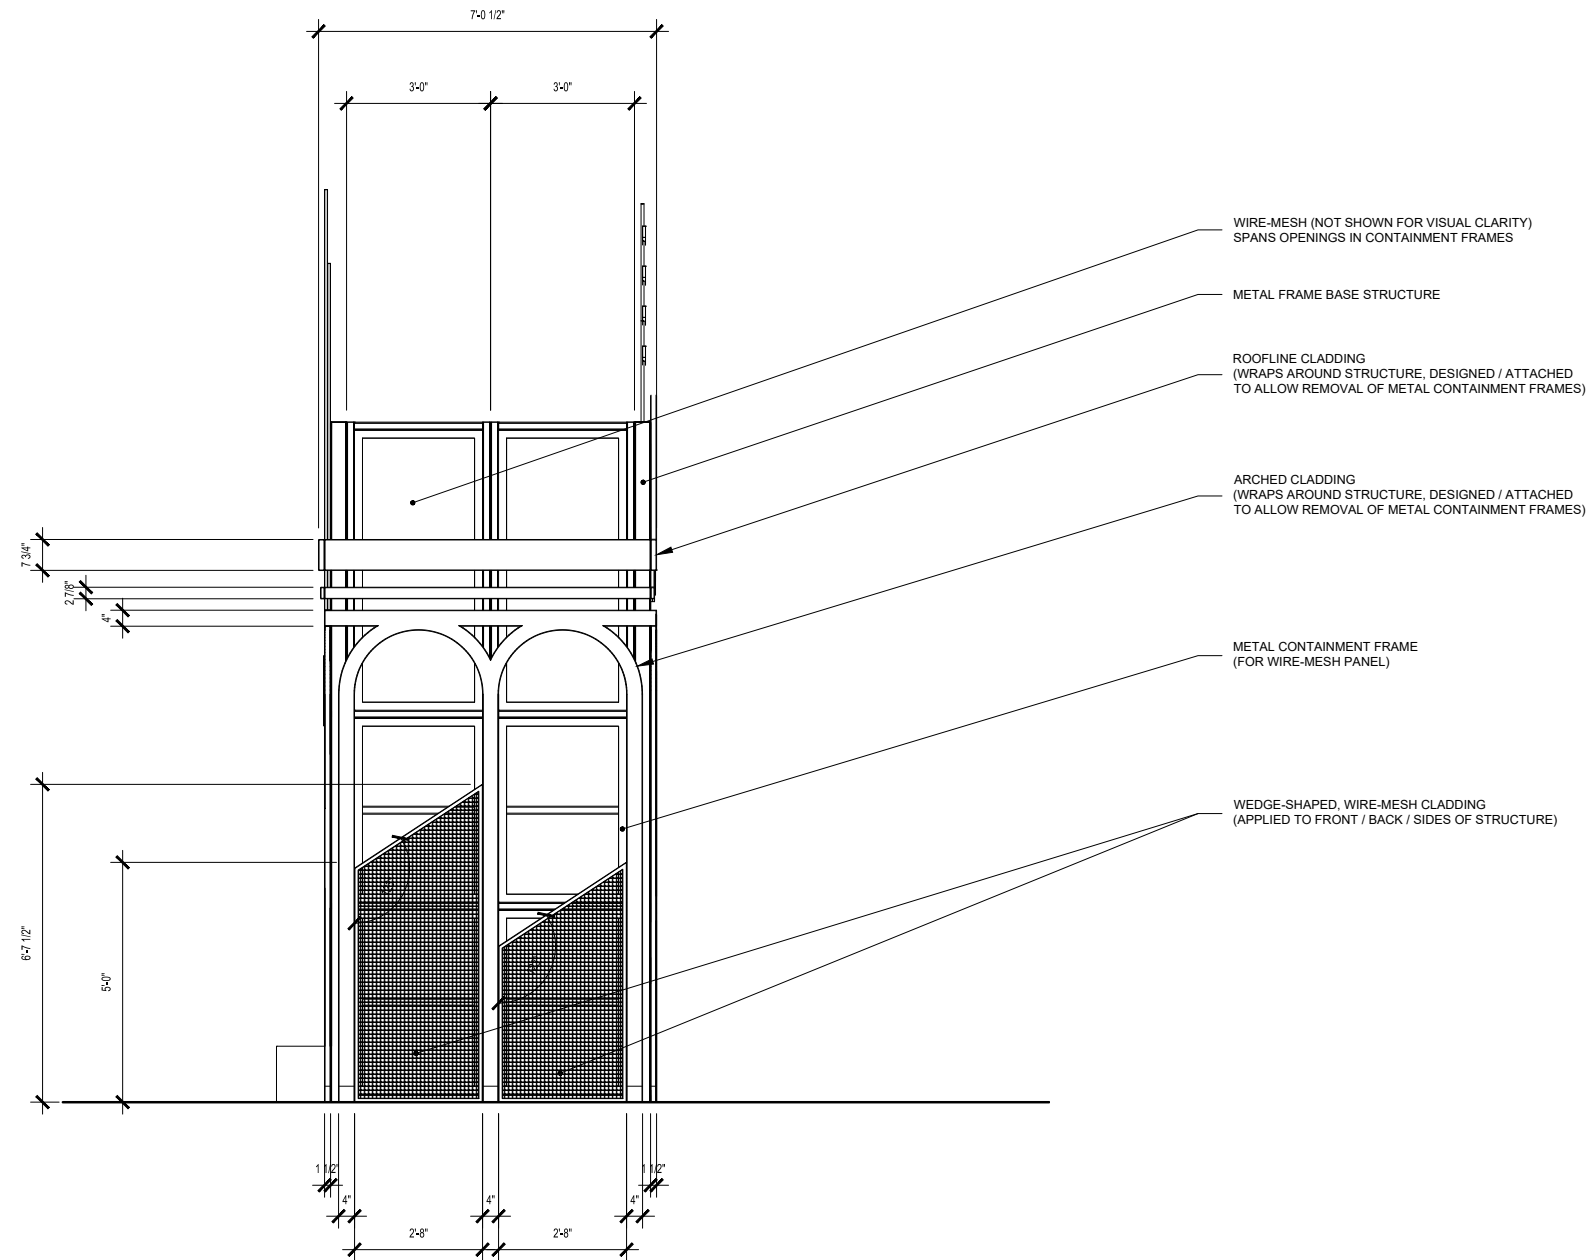 7'-0 1/2"
3'-0"
3'-0"
WIRE-MESH (NOT SHOWN FOR VISUAL CLARITY)
SPANS OPENINGS IN CONTAINMENT FRAMES
METAL FRAME BASE STRUCTURE
ROOFLINE CLADDING
(WRAPS AROUND STRUCTURE, DESIGNED / ATTACHED
TO ALLOW REMOVAL OF METAL CONTAINMENT FRAMES)
ARCHED CLADDING
(WRAPS AROUND STRUCTURE, DESIGNED / ATTACHED
TO ALLOW REMOVAL OF METAL CONTAINMENT FRAMES)
7 3/4"
2 7/8"
4"
METAL CONTAINMENT FRAME
(FOR WIRE-MESH PANEL)
WEDGE-SHAPED, WIRE-MESH CLADDING
(APPLIED TO FRONT / BACK / SIDES OF STRUCTURE)
6'-7 1/2"
5'-0"
1 1/2"
1 1/2"
4"
4"
4"
2'-8"
2'-8"